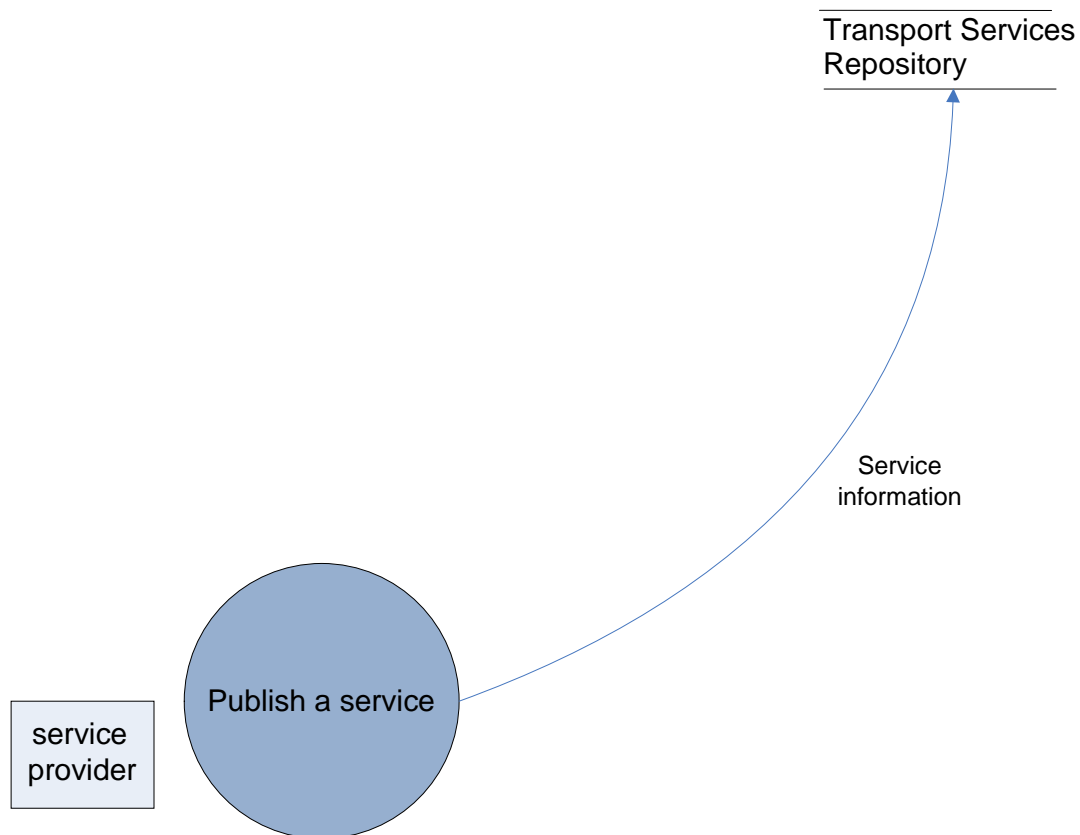 Transport Services
Repository
Service
information
Publish a service
service
provider